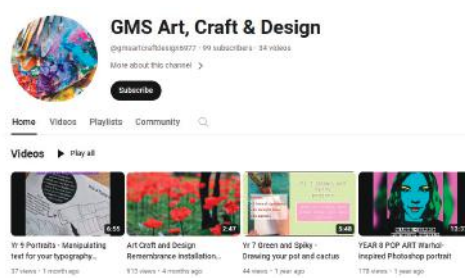 GMS Art, Craft & Design
@gmsartcraftdesign6977 · 99 subscribers · 34 videos
More about this channel >
Subscribe
Home Videos Playlists Community
Videos Play all
6:55 2:47 5:48
Yr 9 Portraits - Manipulating Art Craft and Design Yr 7 Green and Spiky - YEAR 8 POP ART Warhol-
text for your typography... Remembrance Installation... Drawing your pot and cactus inspired Photoshop portrait
37 views · 1 month ago 913 views · 4 months ago 44 views · 1 year ago 178 views · 1 year ago